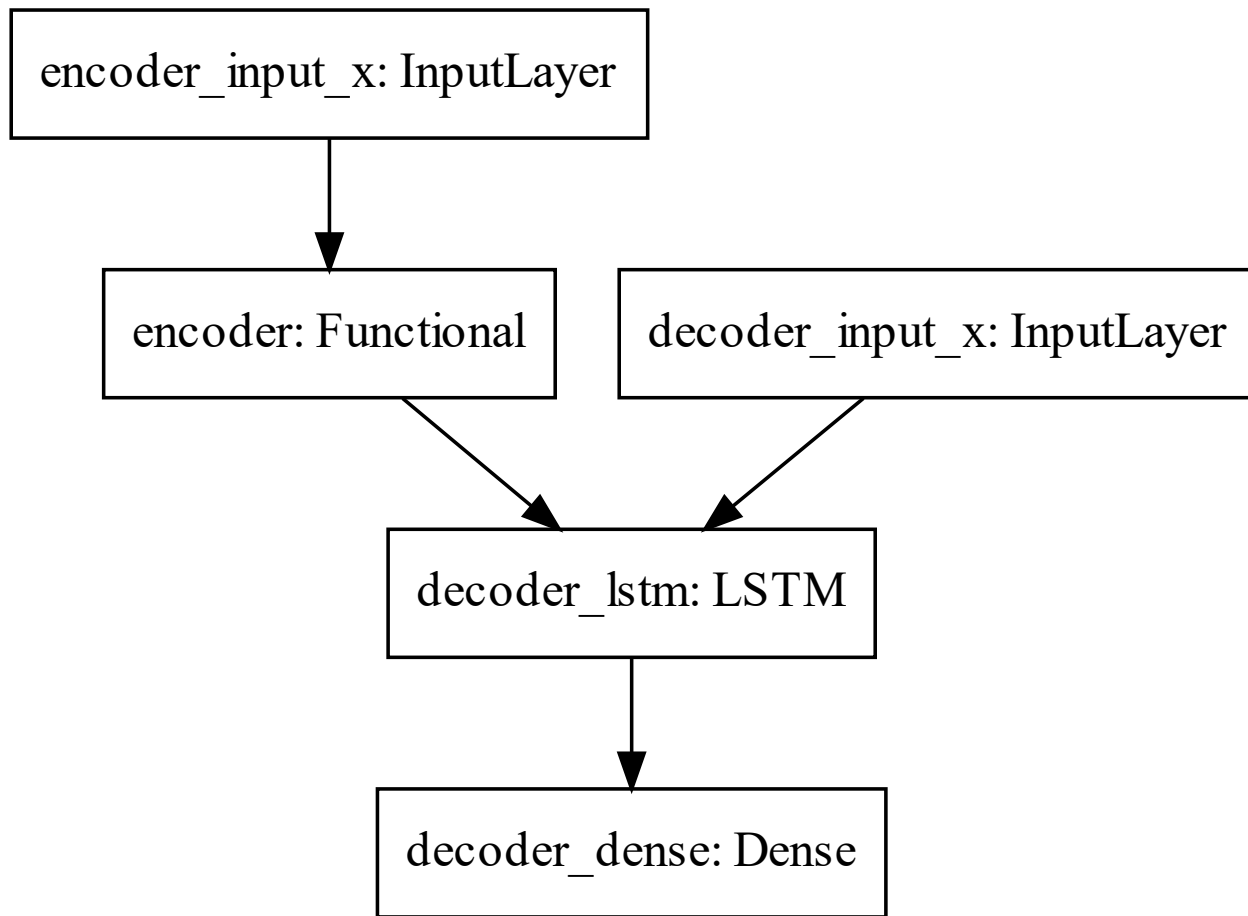 encoder_input_x: InputLayer
encoder: Functional
decoder_input_x: InputLayer
decoder_lstm: LSTM
decoder_dense: Dense